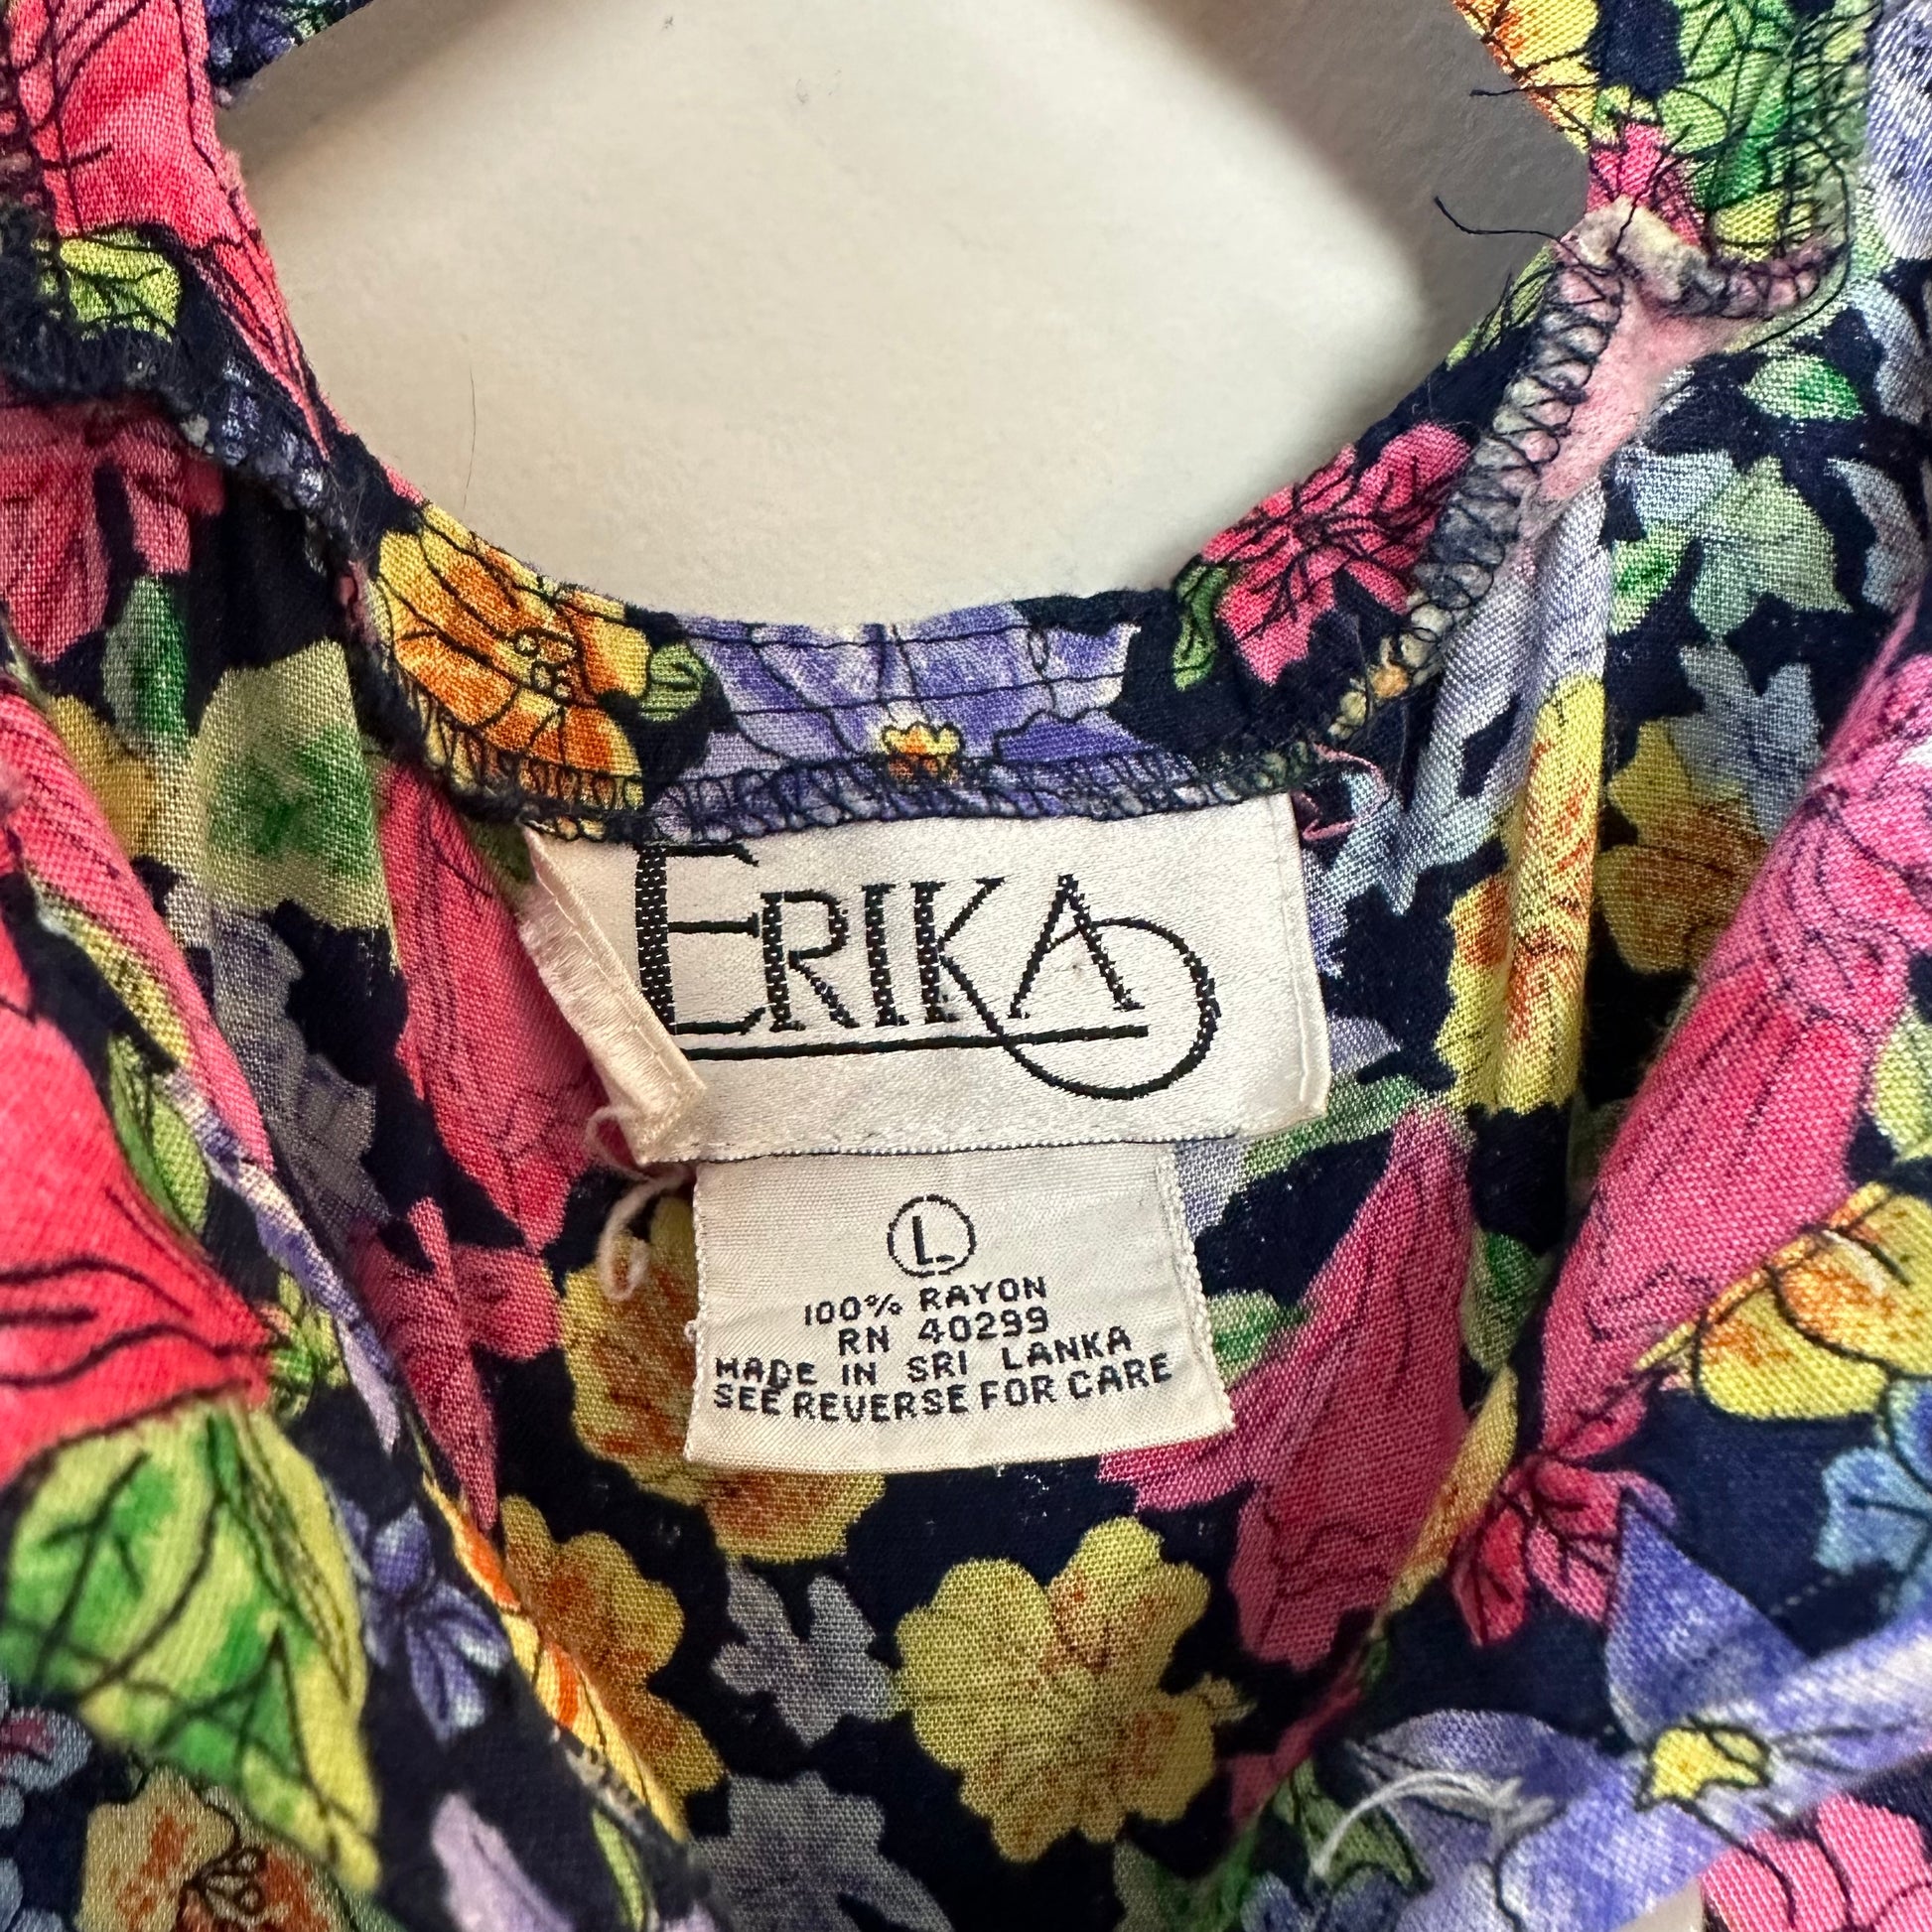 ERIKA
L
100% RAYON
RN 40299
MADE IN SRI LANKA
SEE REVERSE FOR CARE